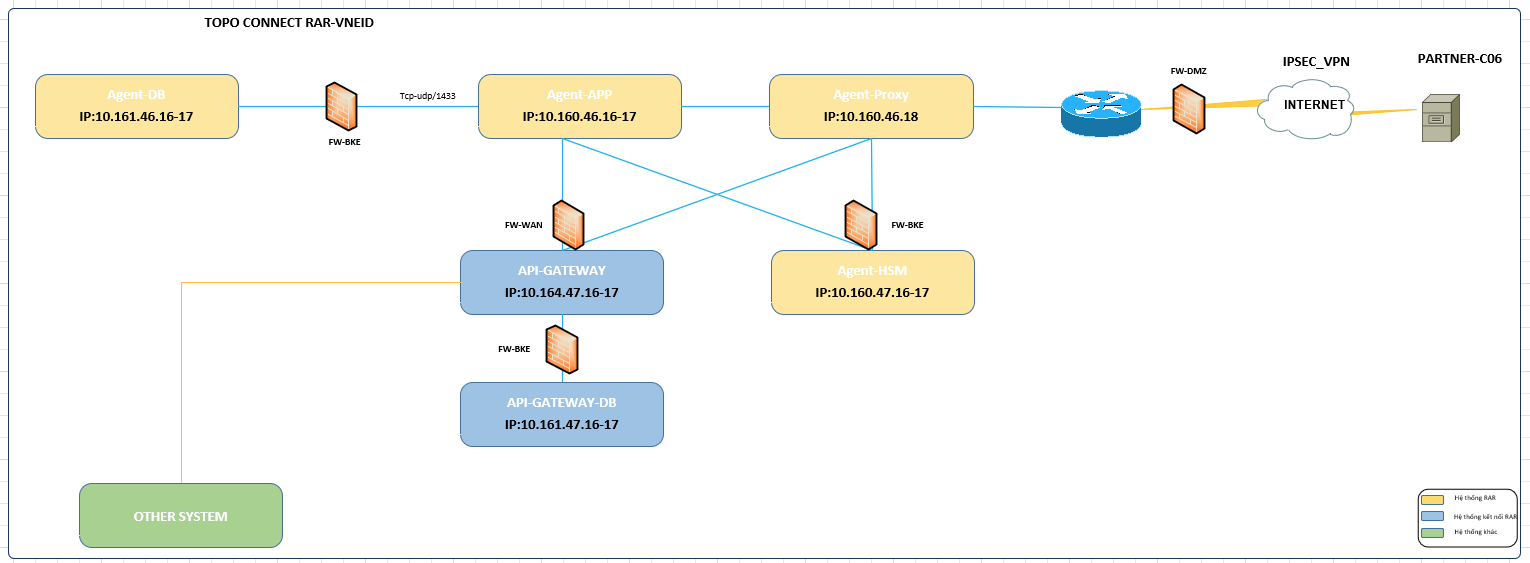 TOPO CONNECT RAR-VNEID
IPSEC_VPN
PARTNER-C06
FW-DMZ
Agent-DB
IP:10.161.46.16-17
Tcp-udp/1433
FW-BKE
Agent-APP
IP:10.160.46.16-17
Agent-Proxy
IP:10.160.46.18
INTERNET
FW-WAN
FW-BKE
API-GATEWAY
IP:10.164.47.16-17
Agent-HSM
IP:10.160.47.16-17
FW-BKE
API-GATEWAY-DB
IP:10.161.47.16-17
OTHER SYSTEM
Hệ thống RAR
Hệ thống kết nối RAR
Hệ thống khác